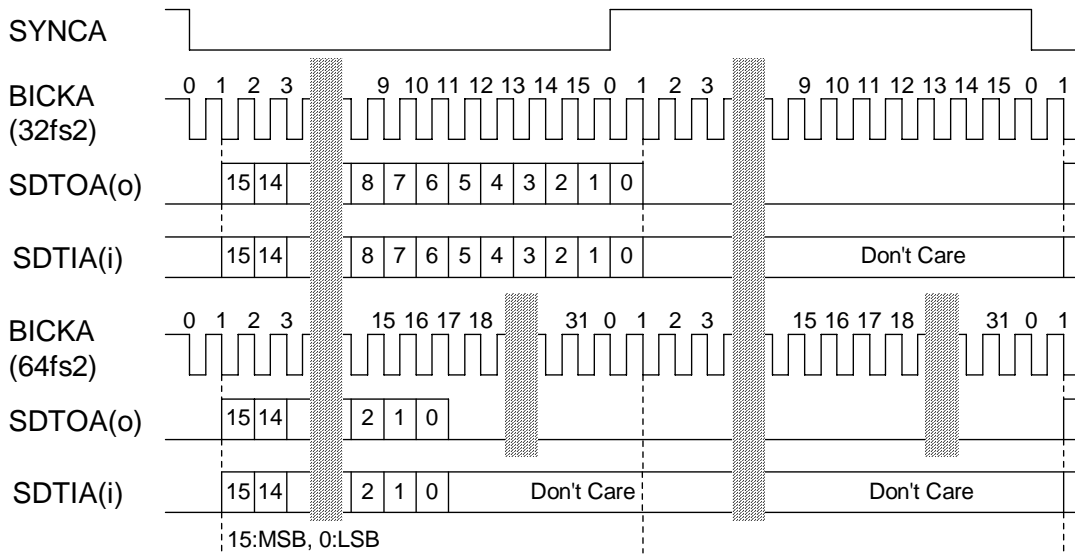 SYNCA
0 1 2 3 9 10 11 12 13 14 15 0 1 2 3 9 10 11 12 13 14 15 0 1
BICKA
(32fs2)
SDTOA(o) 15 14 8 7 6 5 4 3 2 1 0
SDTIA(i) 15 14 8 7 6 5 4 3 2 1 0 Don't Care
0 1 2 3 15 16 17 18 31 0 1 2 3 15 16 17 18 31 0 1
BICKA
(64fs2)
SDTOA(o) 15 14 2 1 0
SDTIA(i) 15 14 2 1 0 Don't Care Don't Care
15:MSB, 0:LSB